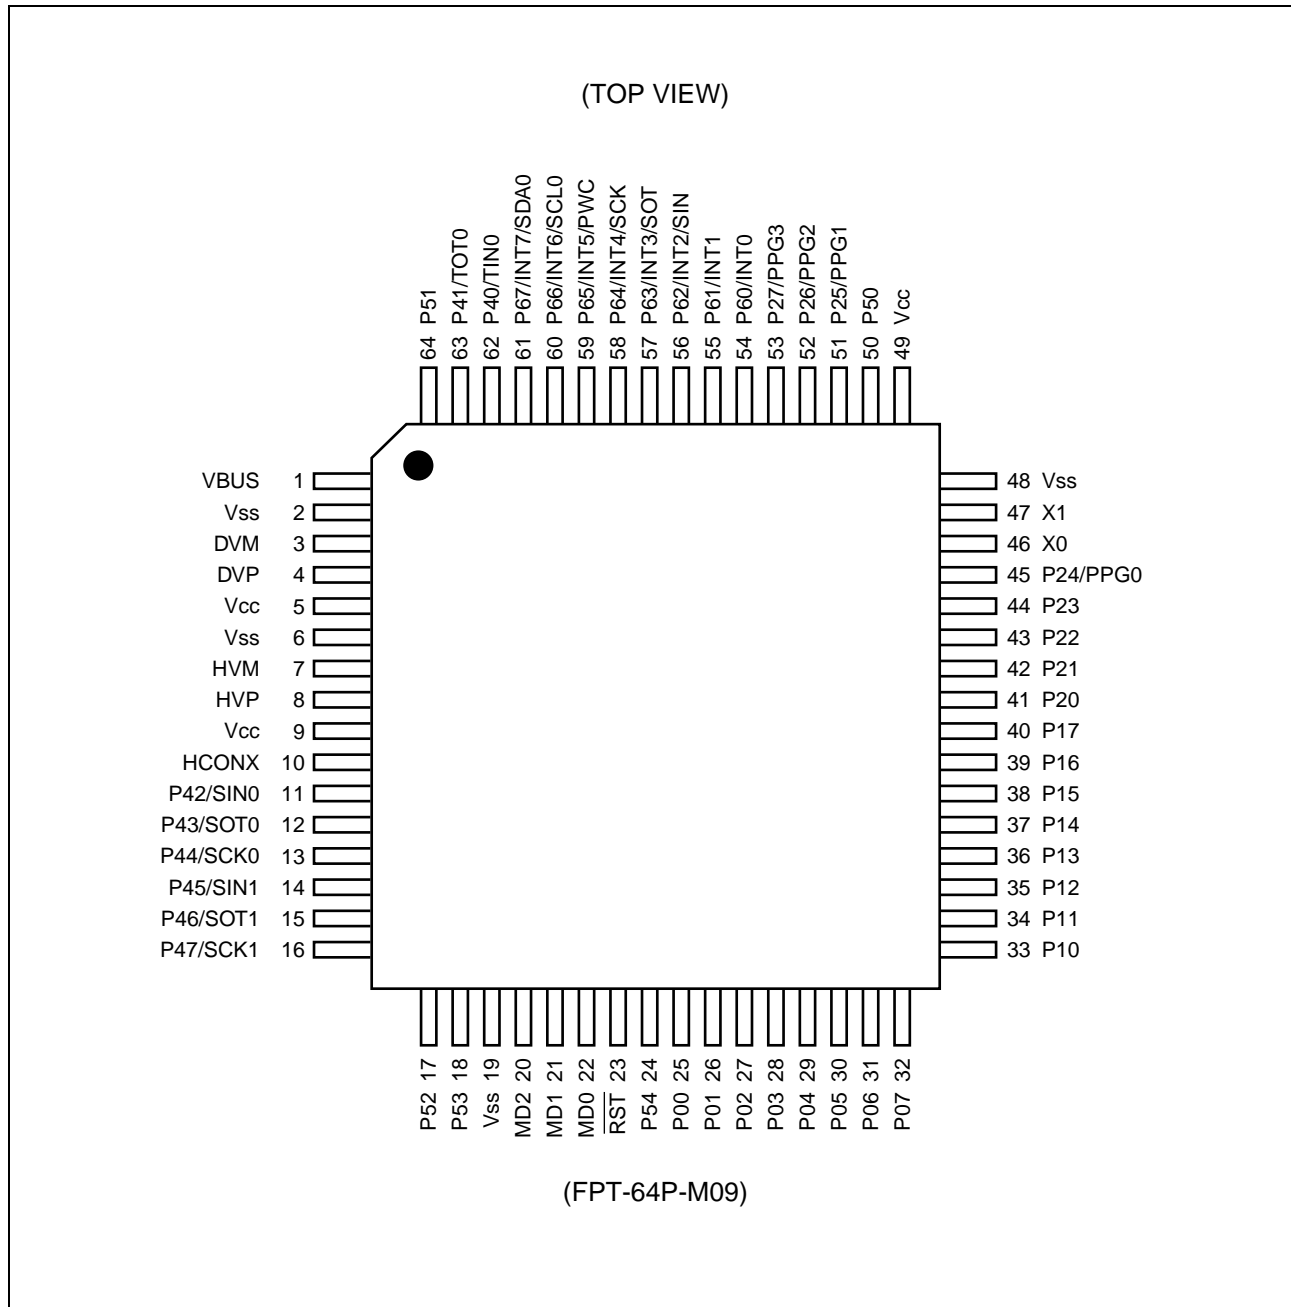 (TOP VIEW)
64 P51
63 P41/TOT0
62 P40/TIN0
61 P67/INT7/SDA0
60 P66/INT6/SCL0
59 P65/INT5/PWC
58 P64/INT4/SCK
57 P63/INT3/SOT
56 P62/INT2/SIN
55 P61/INT1
54 P60/INT0
53 P27/PPG3
52 P26/PPG2
51 P25/PPG1
50 P50
49 Vcc
VBUS 1
Vss 2
DVM 3
DVP 4
Vcc 5
Vss 6
HVM 7
HVP 8
Vcc 9
HCONX 10
P42/SIN0 11
P43/SOT0 12
P44/SCK0 13
P45/SIN1 14
P46/SOT1 15
P47/SCK1 16
48 Vss
47 X1
46 X0
45 P24/PPG0
44 P23
43 P22
42 P21
41 P20
40 P17
39 P16
38 P15
37 P14
36 P13
35 P12
34 P11
33 P10
P52 17
P53 18
Vss 19
MD2 20
MD1 21
MD0 22
RST 23
P54 24
P00 25
P01 26
P02 27
P03 28
P04 29
P05 30
P06 31
P07 32
(FPT-64P-M09)